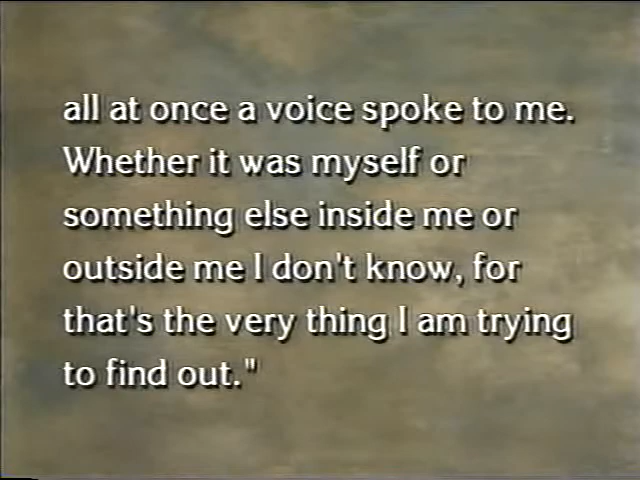 all at once a voice spoke to me.
Whether it was myself or
something else inside me or
outside me I don't know, for
that's the very thing I am trying
to find out."